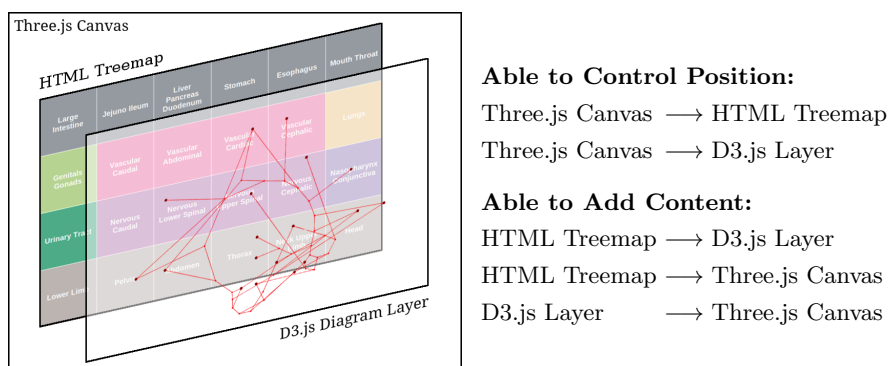 Three.js Canvas
HTML Treemap
Large Intestine
Jejuno Ileum
Liver Pancreas Duodenum
Stomach
Esophagus
Mouth Throat
Genitals Gonads
Vascular Caudal
Vascular Abdominal
Vascular Cardiac
Vascular Cephalic
Lungs
Urinary Tract
Nervous Caudal
Nervous Lower Spinal
Upper Spinal
Nervous Cephalic
Nasopharynx Conjunctiva
Lower Limb
Pelvis
Abdomen
Thorax
Upper
Head
D3.js Diagram Layer
Able to Control Position:
Three.js Canvas ⟶ HTML Treemap
Three.js Canvas ⟶ D3.js Layer
Able to Add Content:
HTML Treemap ⟶ D3.js Layer
HTML Treemap ⟶ Three.js Canvas
D3.js Layer ⟶ Three.js Canvas